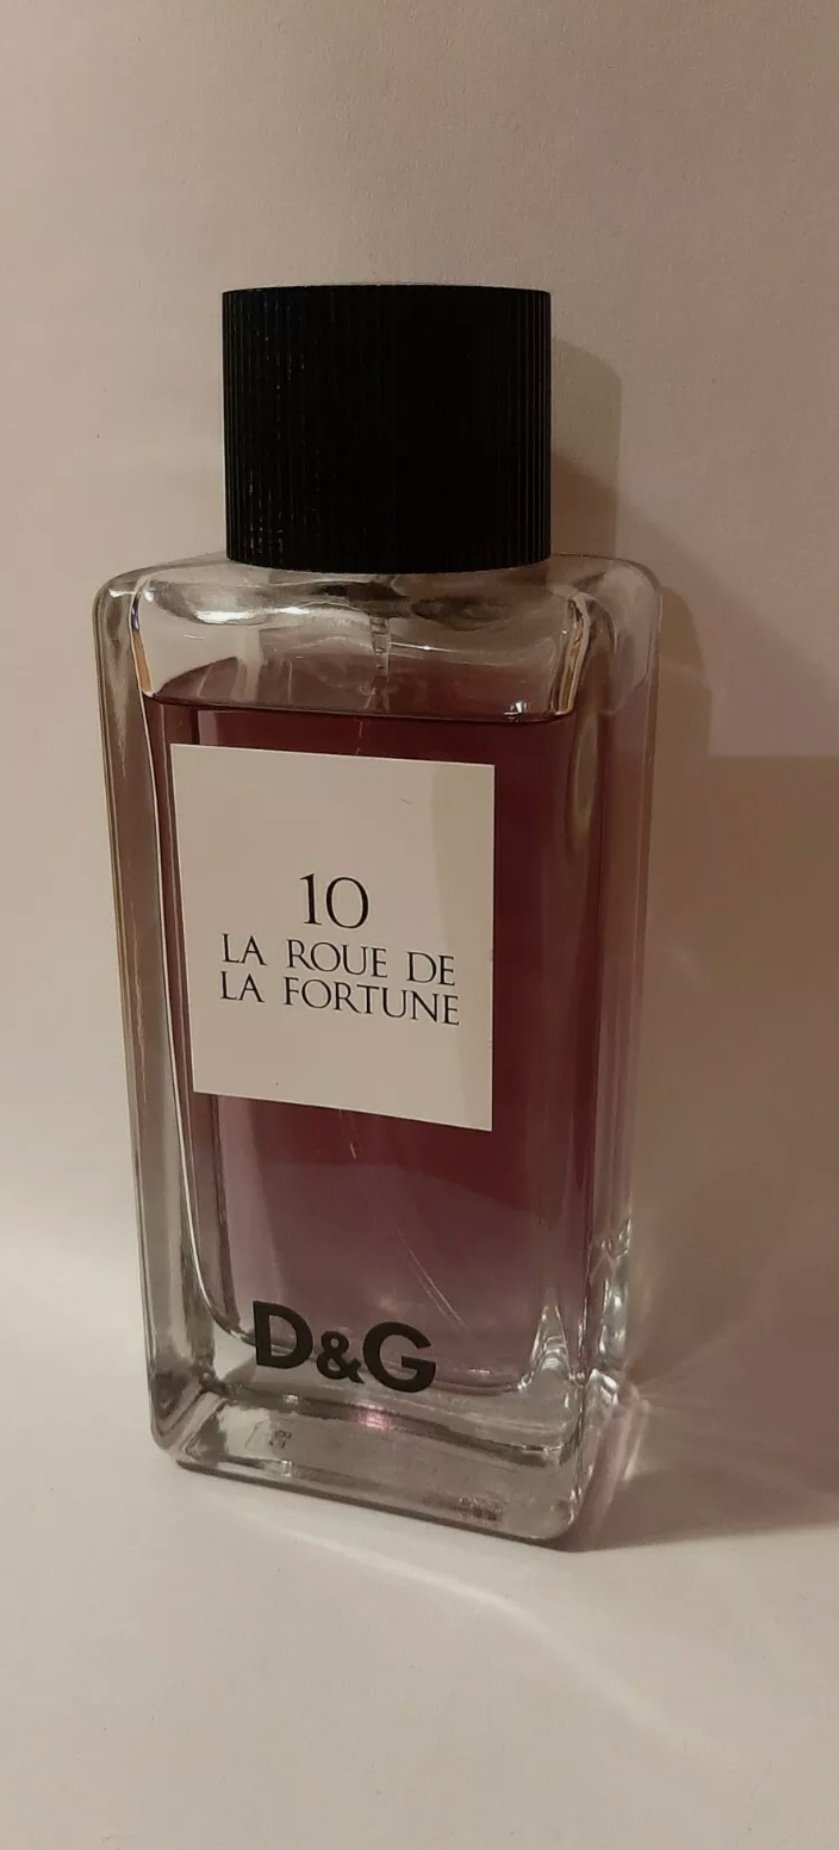 10
LA ROUE DE
LA FORTUNE
D&G